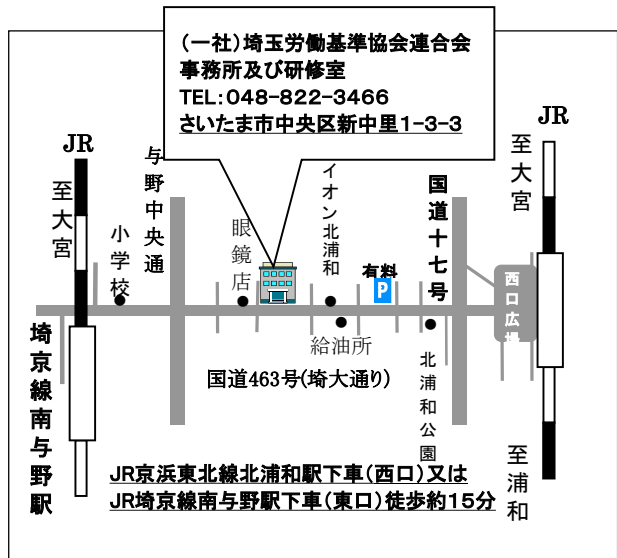 (一社)埼玉労働基準協会連合会
事務所及び研修室
TEL:048-822-3466
さいたま市中央区新中里1-3-3
JR
至大宮
小学校
与野中央通
眼鏡店
イオン北浦和
有料
P
国道十七号
JR
至大宮
西口広場
埼京線南与野駅
給油所
国道463号(埼大通り)
北浦和公園
至浦和
JR京浜東北線北浦和駅下車(西口)又は
JR埼京線南与野駅下車(東口)徒歩約15分